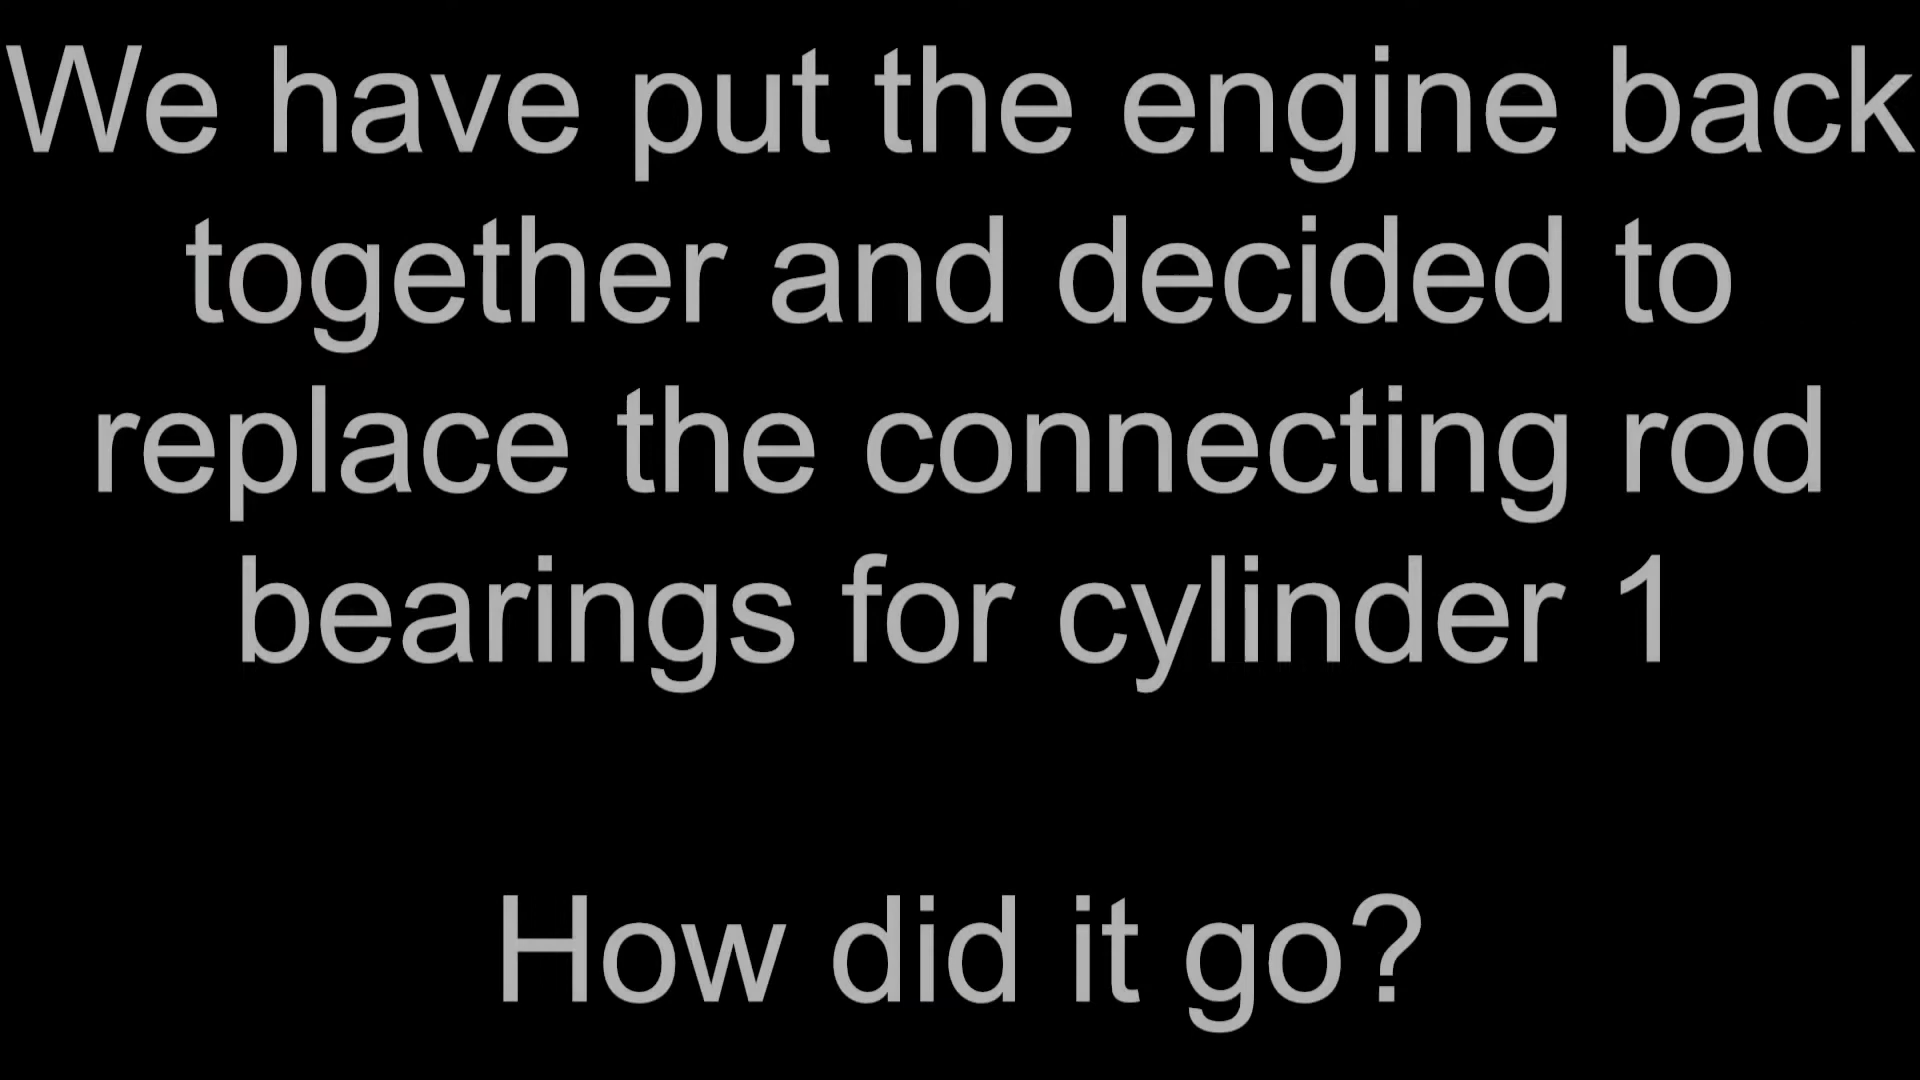 We have put the engine back
together and decided to
replace the connecting rod
bearings for cylinder 1
How did it go?